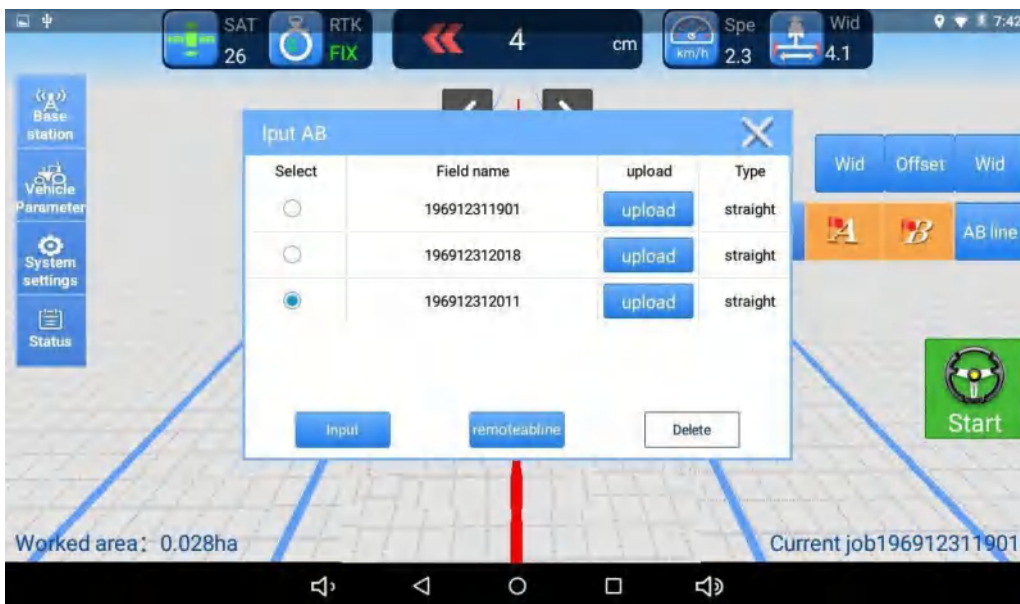 7:42
SAT
26
RTK
FIX
4
cm
km/h
Spe
2.3
Wid
4.1
Base
station
Vehicle
Parameter
System
settings
Status
Iput AB
Select Field name upload Type
196912311901 upload straight
196912312018 upload straight
196912312011 upload straight
Input remoteabline Delete
Wid Offset Wid
A B AB line
Start
Worked area: 0.028ha
Current job196912311901